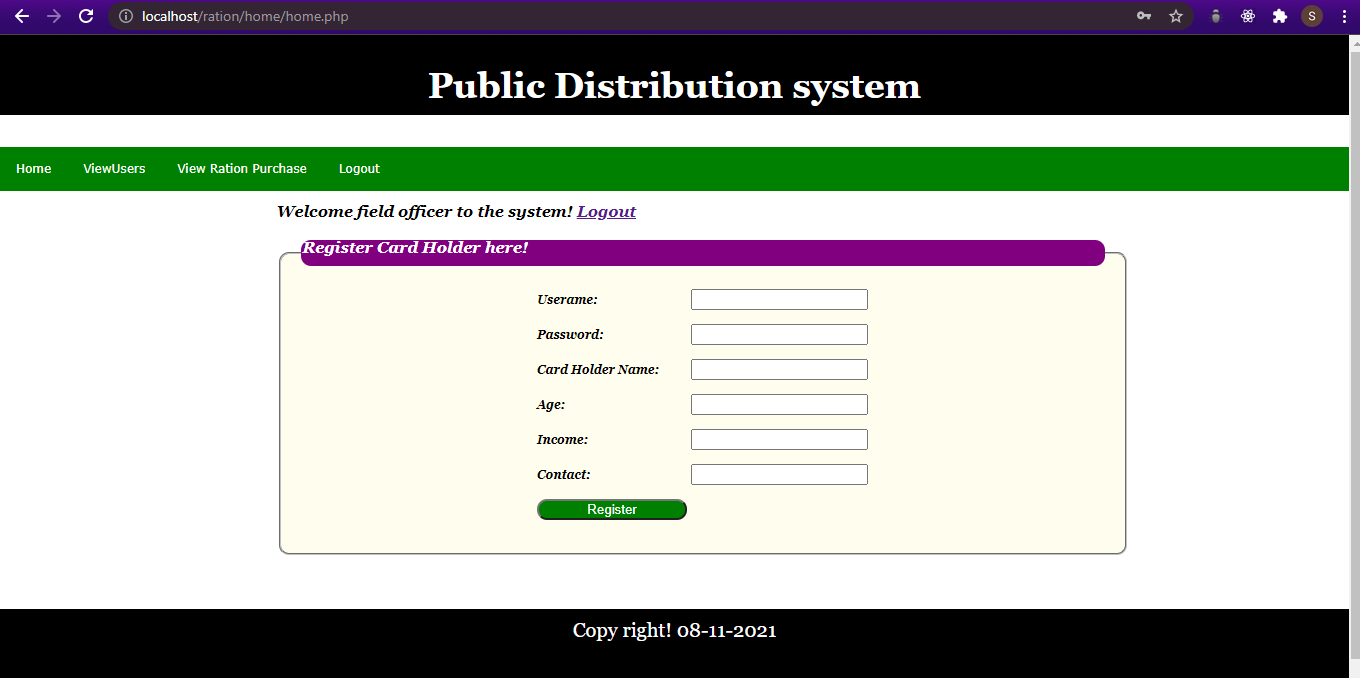 localhost/ration/home/home.php
S
Public Distribution system
Home ViewUsers View Ration Purchase Logout
Welcome field officer to the system! Logout
Register Card Holder here!
Userame:
Password:
Card Holder Name:
Age:
Income:
Contact:
Register
Copy right! 08-11-2021